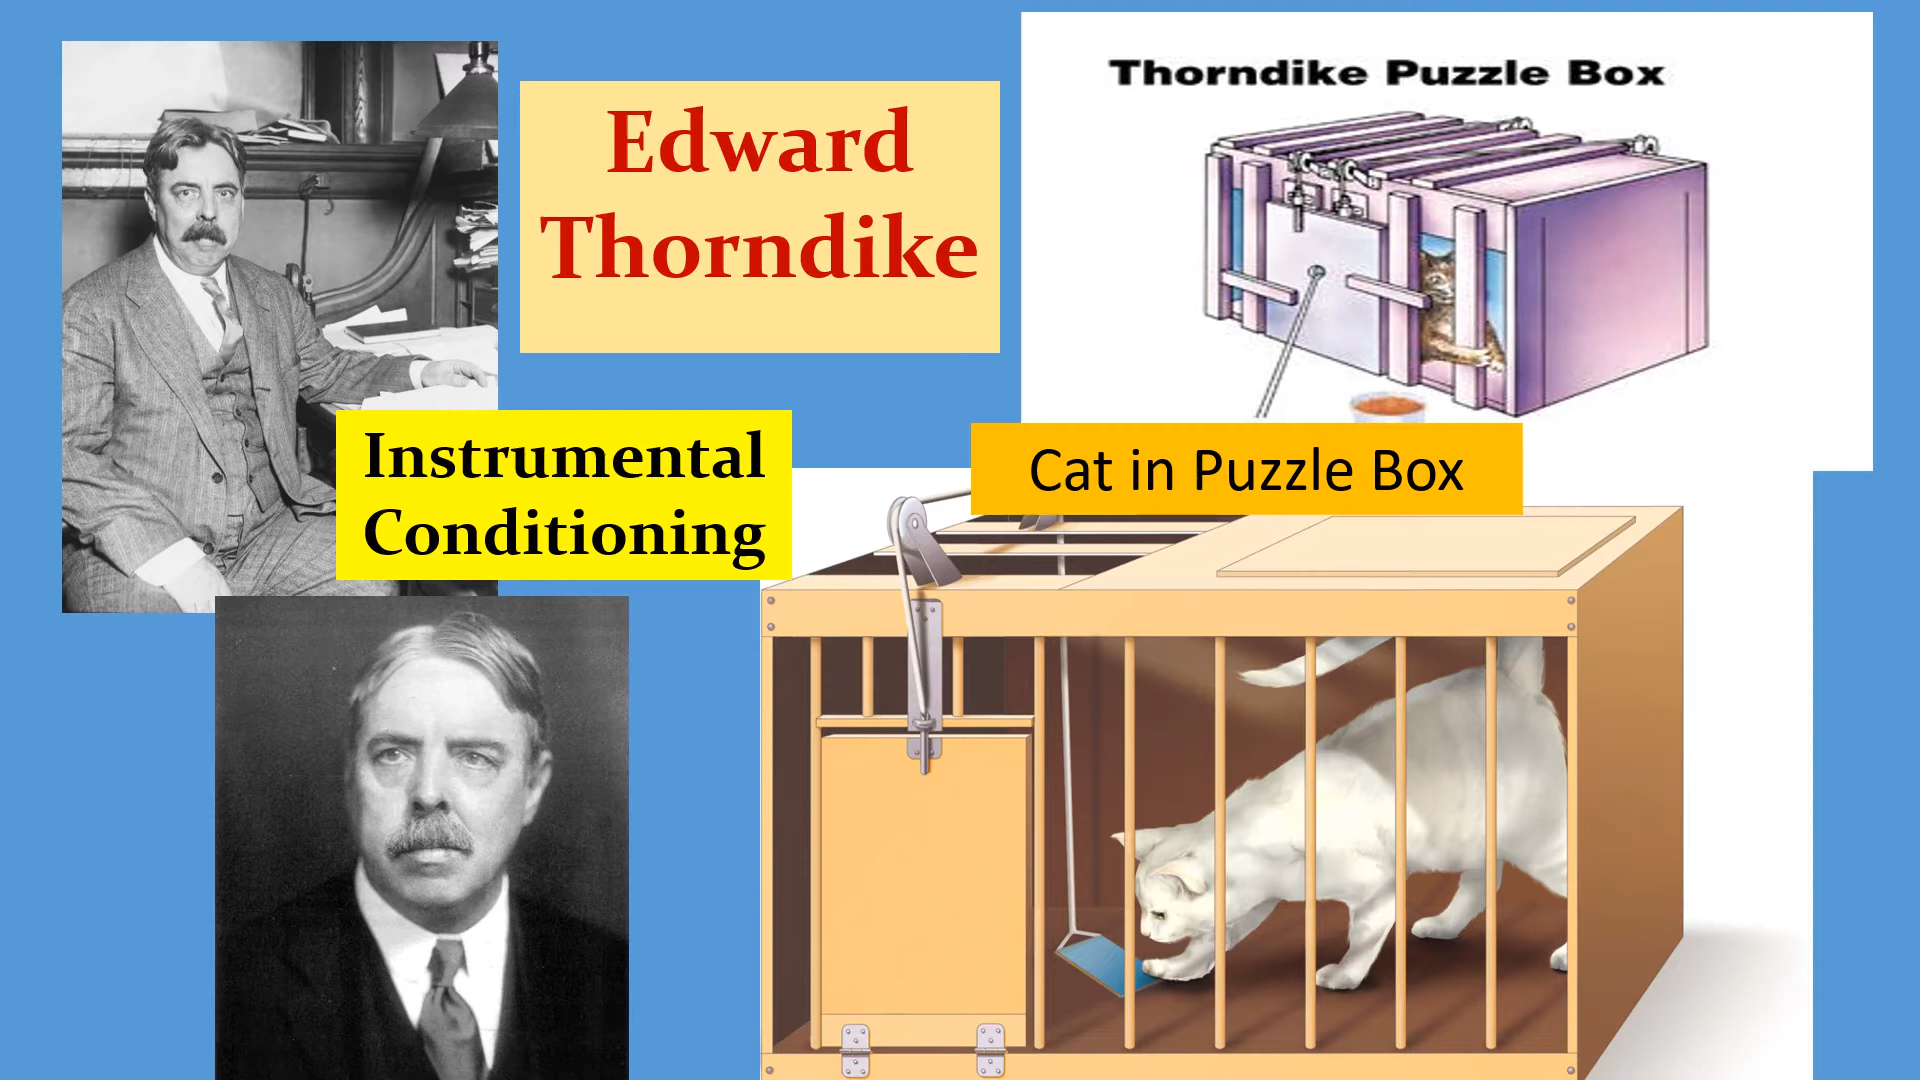 Edward
Thorndike
Thorndike Puzzle Box
Instrumental
Conditioning
Cat in Puzzle Box